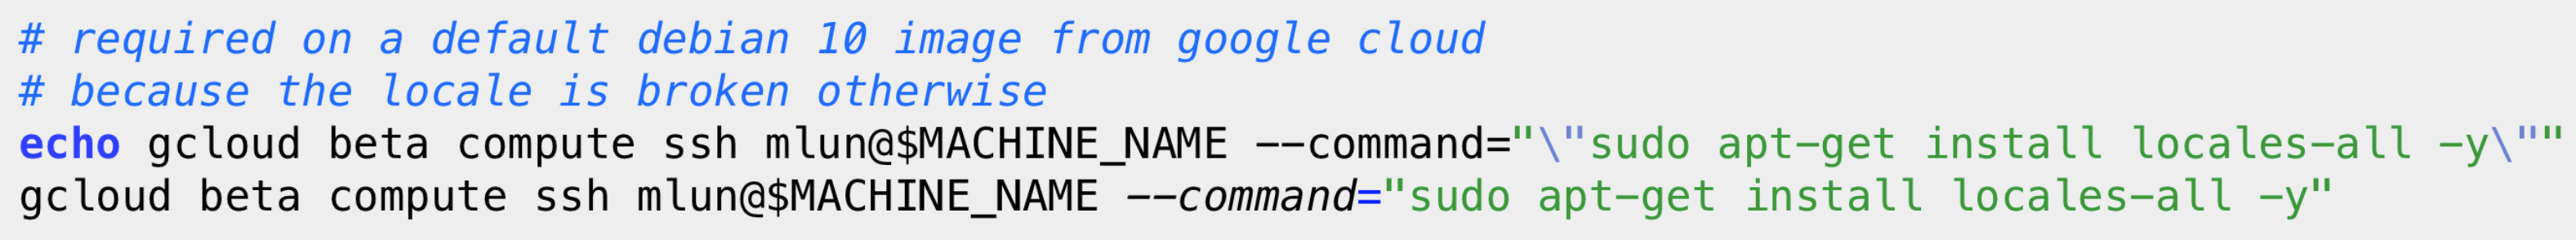 # required on a default debian 10 image from google cloud
# because the locale is broken otherwise
echo gcloud beta compute ssh mlun@$MACHINE_NAME --command="\"sudo apt-get install locales-all -y\""
gcloud beta compute ssh mlun@$MACHINE_NAME --command="sudo apt-get install locales-all -y"